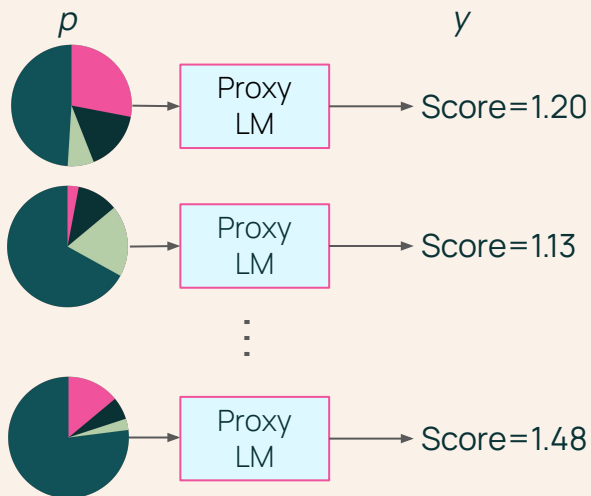 p
y
Proxy
LM
Score=1.20
Proxy
LM
Score=1.13
Proxy
LM
Score=1.48